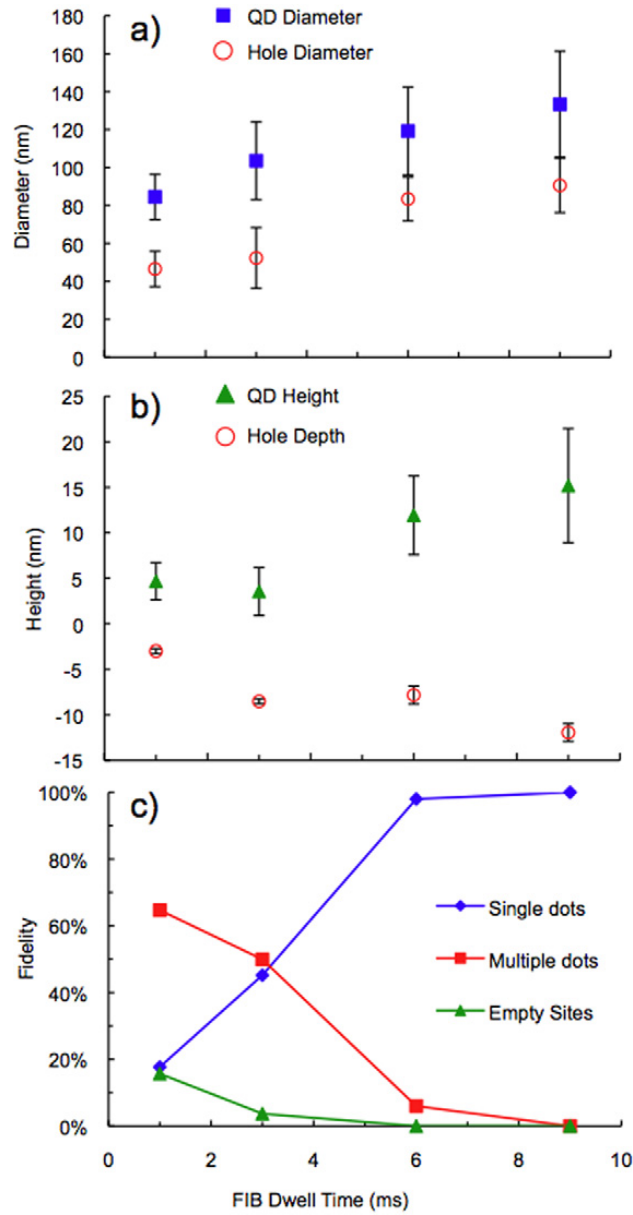 a)
QD Diameter
Hole Diameter
Diameter (nm)
180
160
140
120
100
80
60
40
20
0
b)
QD Height
Hole Depth
Height (nm)
25
20
15
10
5
0
-5
-10
-15
c)
Fidelity
100%
80%
60%
40%
20%
0%
Single dots
Multiple dots
Empty Sites
0 2 4 6 8 10
FIB Dwell Time (ms)